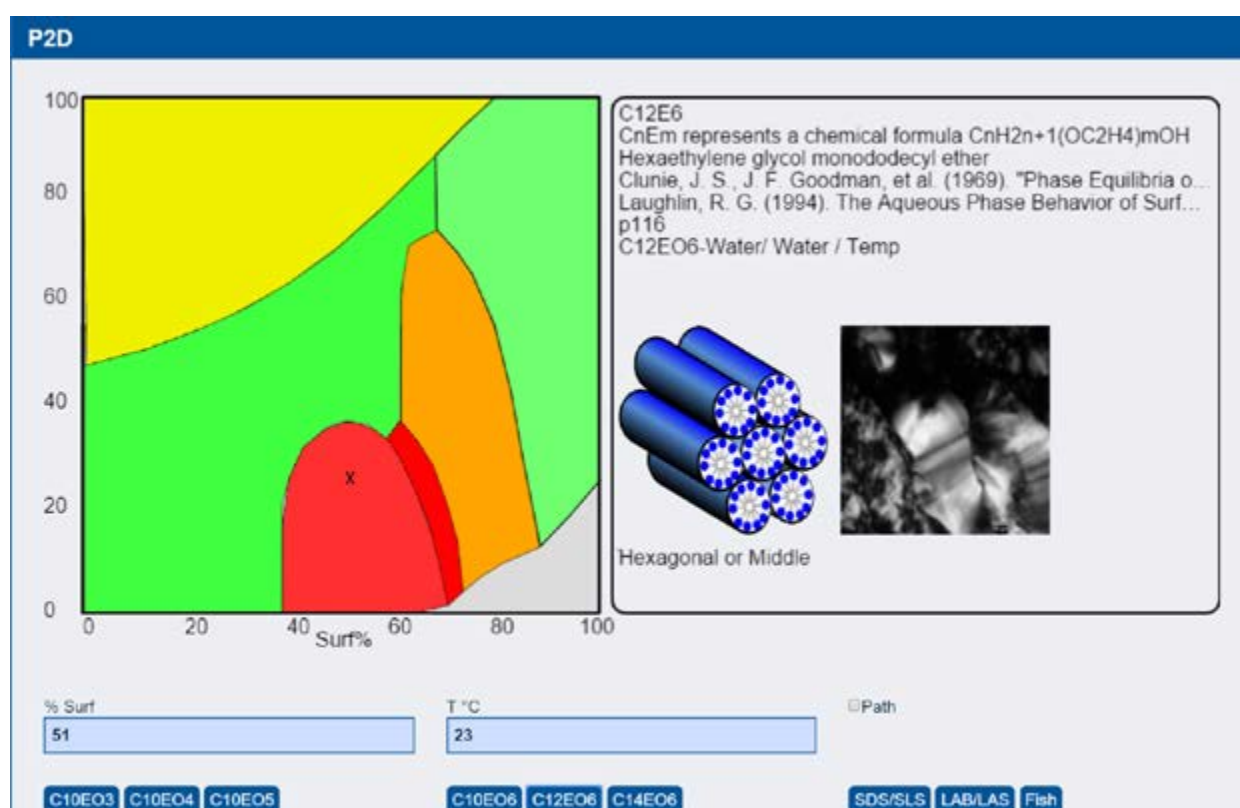 P2D
100
80
60
40
20
0
X
0 20 40 60 80 100
Surf%
C12E6
CnEm represents a chemical formula CnH2n+1(OC2H4)mOH
Hexaethylene glycol monododecyl ether
Clunie, J. S., J. F. Goodman, et al. (1969). "Phase Equilibria o...
Laughlin, R. G. (1994). The Aqueous Phase Behavior of Surf...
p116
C12EO6-Water/ Water / Temp
Hexagonal or Middle
% Surf
51
T °C
23
Path
C10EO3 C10EO4 C10EO5
C10EO6 C12EO6 C14EO6
SDS/SLS LAB/LAS Fish